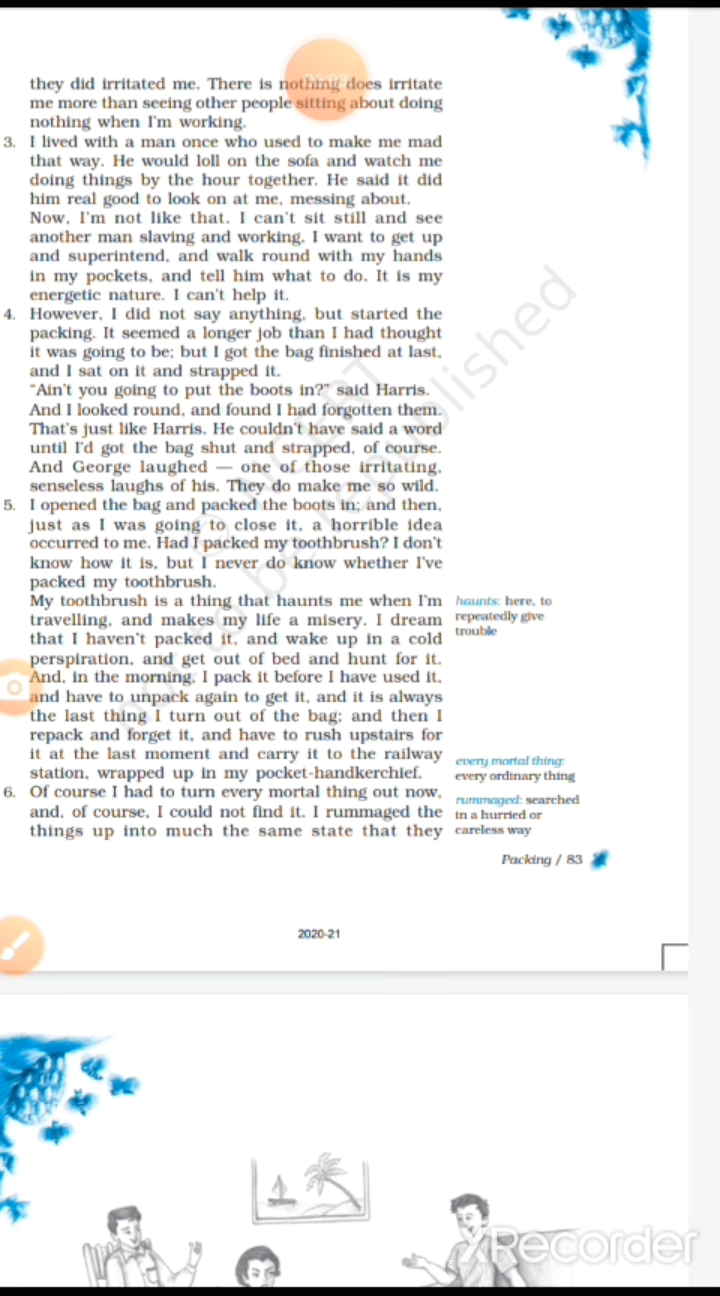 they did irritated me. There is nothing does irritate
me more than seeing other people sitting about doing
nothing when I'm working.
3. I lived with a man once who used to make me mad
that way. He would loll on the sofa and watch me
doing things by the hour together. He said it did
him real good to look on at me, messing about.
Now, I'm not like that. I can't sit still and see
another man slaving and working. I want to get up
and superintend, and walk round with my hands
in my pockets, and tell him what to do. It is my
energetic nature. I can't help it.
4. However, I did not say anything, but started the
packing. It seemed a longer job than I had thought
it was going to be; but I got the bag finished at last,
and I sat on it and strapped it.
"Ain't you going to put the boots in?" said Harris.
And I looked round, and found I had forgotten them.
That's just like Harris. He couldn't have said a word
until I'd got the bag shut and strapped, of course.
And George laughed — one of those irritating,
senseless laughs of his. They do make me so wild.
5. I opened the bag and packed the boots in; and then,
just as I was going to close it, a horrible idea
occurred to me. Had I packed my toothbrush? I don't
know how it is, but I never do know whether I've
packed my toothbrush.
My toothbrush is a thing that haunts me when I'm
travelling, and makes my life a misery. I dream
that I haven't packed it, and wake up in a cold
perspiration, and get out of bed and hunt for it.
And, in the morning, I pack it before I have used it,
and have to unpack again to get it, and it is always
the last thing I turn out of the bag; and then I
repack and forget it, and have to rush upstairs for
it at the last moment and carry it to the railway
station, wrapped up in my pocket-handkerchief.
6. Of course I had to turn every mortal thing out now,
and, of course, I could not find it. I rummaged the
things up into much the same state that they
haunts: here, to
repeatedly give
trouble
every mortal thing:
every ordinary thing
rummaged: searched
in a hurried or
careless way
Packing / 83
2020-21
not to be republished
XRecorder